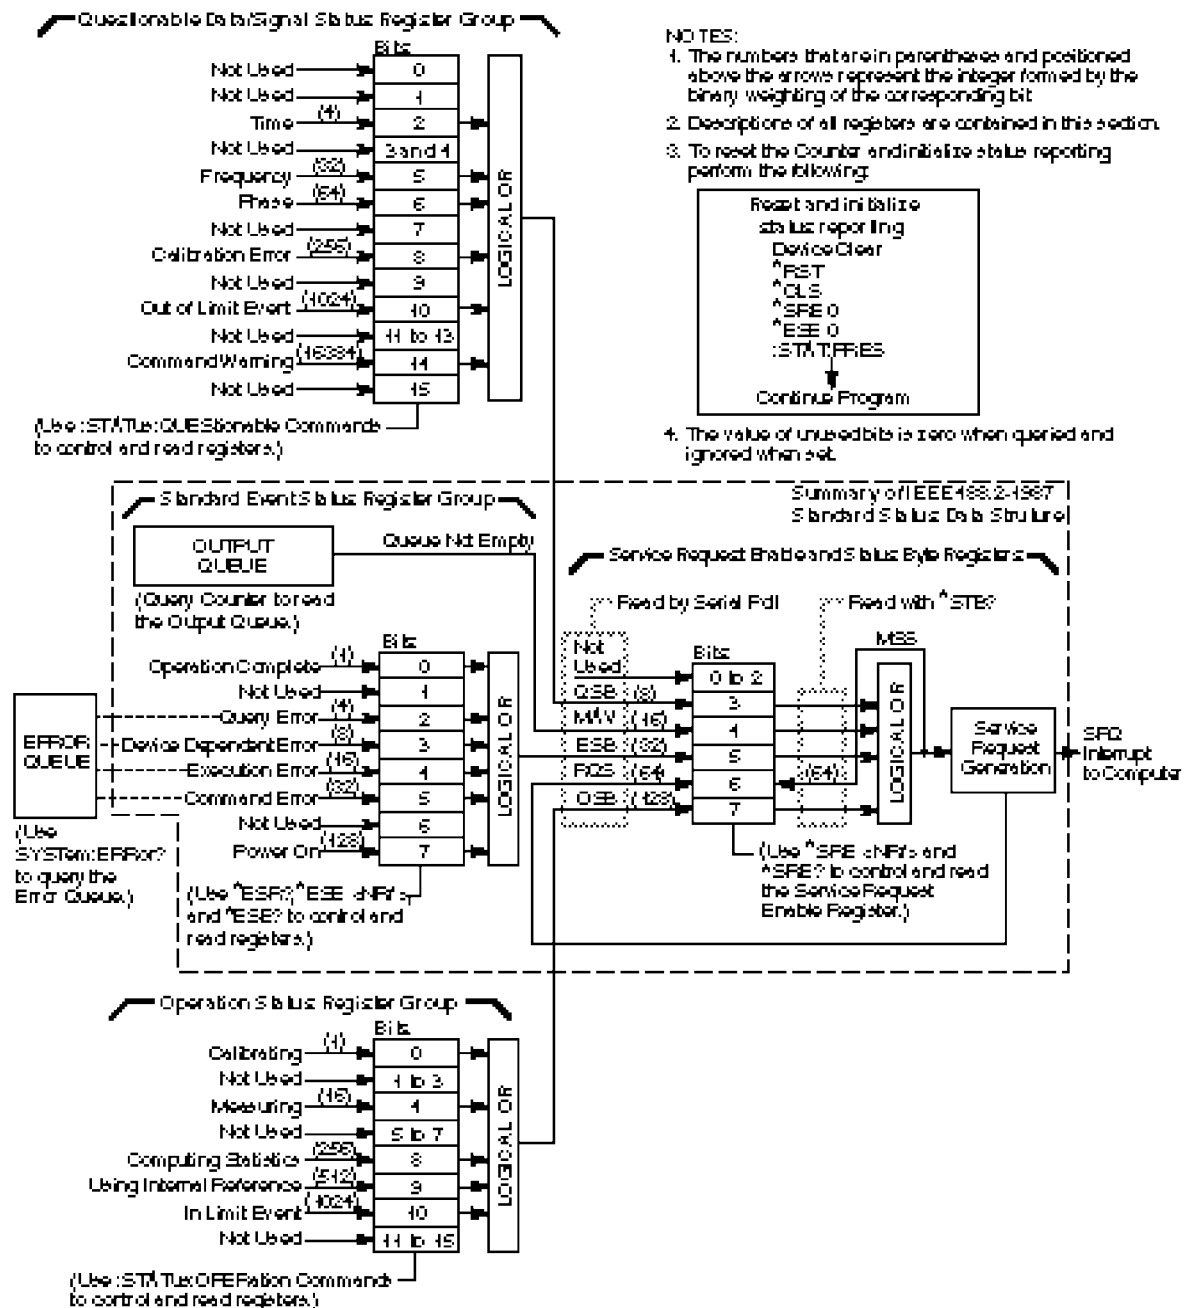 Questionable Data/Signal Status Register Group
Bits
Not Used 0
Not Used 1
Time (4) 2
Not Used 3 and 4
Frequency (32) 5
Phase (64) 6
Not Used 7
Calibration Error (256) 8
Not Used 9
Out of Limit Event (1024) 10
Not Used 11 to 13
Command Warning (16384) 14
Not Used 15
LOGICAL OR
(Use :STATus:QUEStionable Commands
to control and read registers.)
NOTES:
1. The numbers that are in parentheses and positioned
above the arrows represent the integer formed by the
binary weighting of the corresponding bit.
2. Descriptions of all registers are contained in this section.
3. To reset the Counter and initialize status reporting
perform the following:
Reset and initialize
status reporting
Device Clear
*RST
*CLS
*SRE 0
*ESE 0
:STAT:PRES
Continue Program
4. The value of unused bits is zero when queried and
ignored when set.
Summary of IEEE 488.2-1987
Standard Status Data Struture
Standard Event Status Register Group
OUTPUT
QUEUE
Queue Not Empty
(Query Counter to read
the Output Queue.)
Bits
Operation Complete (1) 0
Not Used 1
Query Error (4) 2
Device Dependent Error (8) 3
Execution Error (16) 4
Command Error (32) 5
Not Used 6
Power On (128) 7
LOGICAL OR
ERROR
QUEUE
(Use
SYSTem:ERRor?
to query the
Error Queue.)
(Use *ESR?, *ESE <NRf>,
and *ESE? to control and
read registers.)
Service Request Enable and Status Byte Registers
Read by Serial Poll
Read with *STB?
MSS
Bits
Not
Used 0 to 2
QSB (8) 3
MAV (16) 4
ESB (32) 5
RQS (64) 6 (64)
OSB (128) 7
LOGICAL OR
Service
Request
Generation
SRQ
Interrupt
to Computer
(Use *SRE <NRf> and
*SRE? to control and read
the Service Request
Enable Register.)
Operation Status Register Group
Bits
Calibrating (1) 0
Not Used 1 to 3
Measuring (16) 4
Not Used 5 to 7
Computing Statistics (256) 8
Using Internal Reference (512) 9
In Limit Event (1024) 10
Not Used 11 to 15
LOGICAL OR
(Use :STATus:OPERation Commands
to control and read registers.)